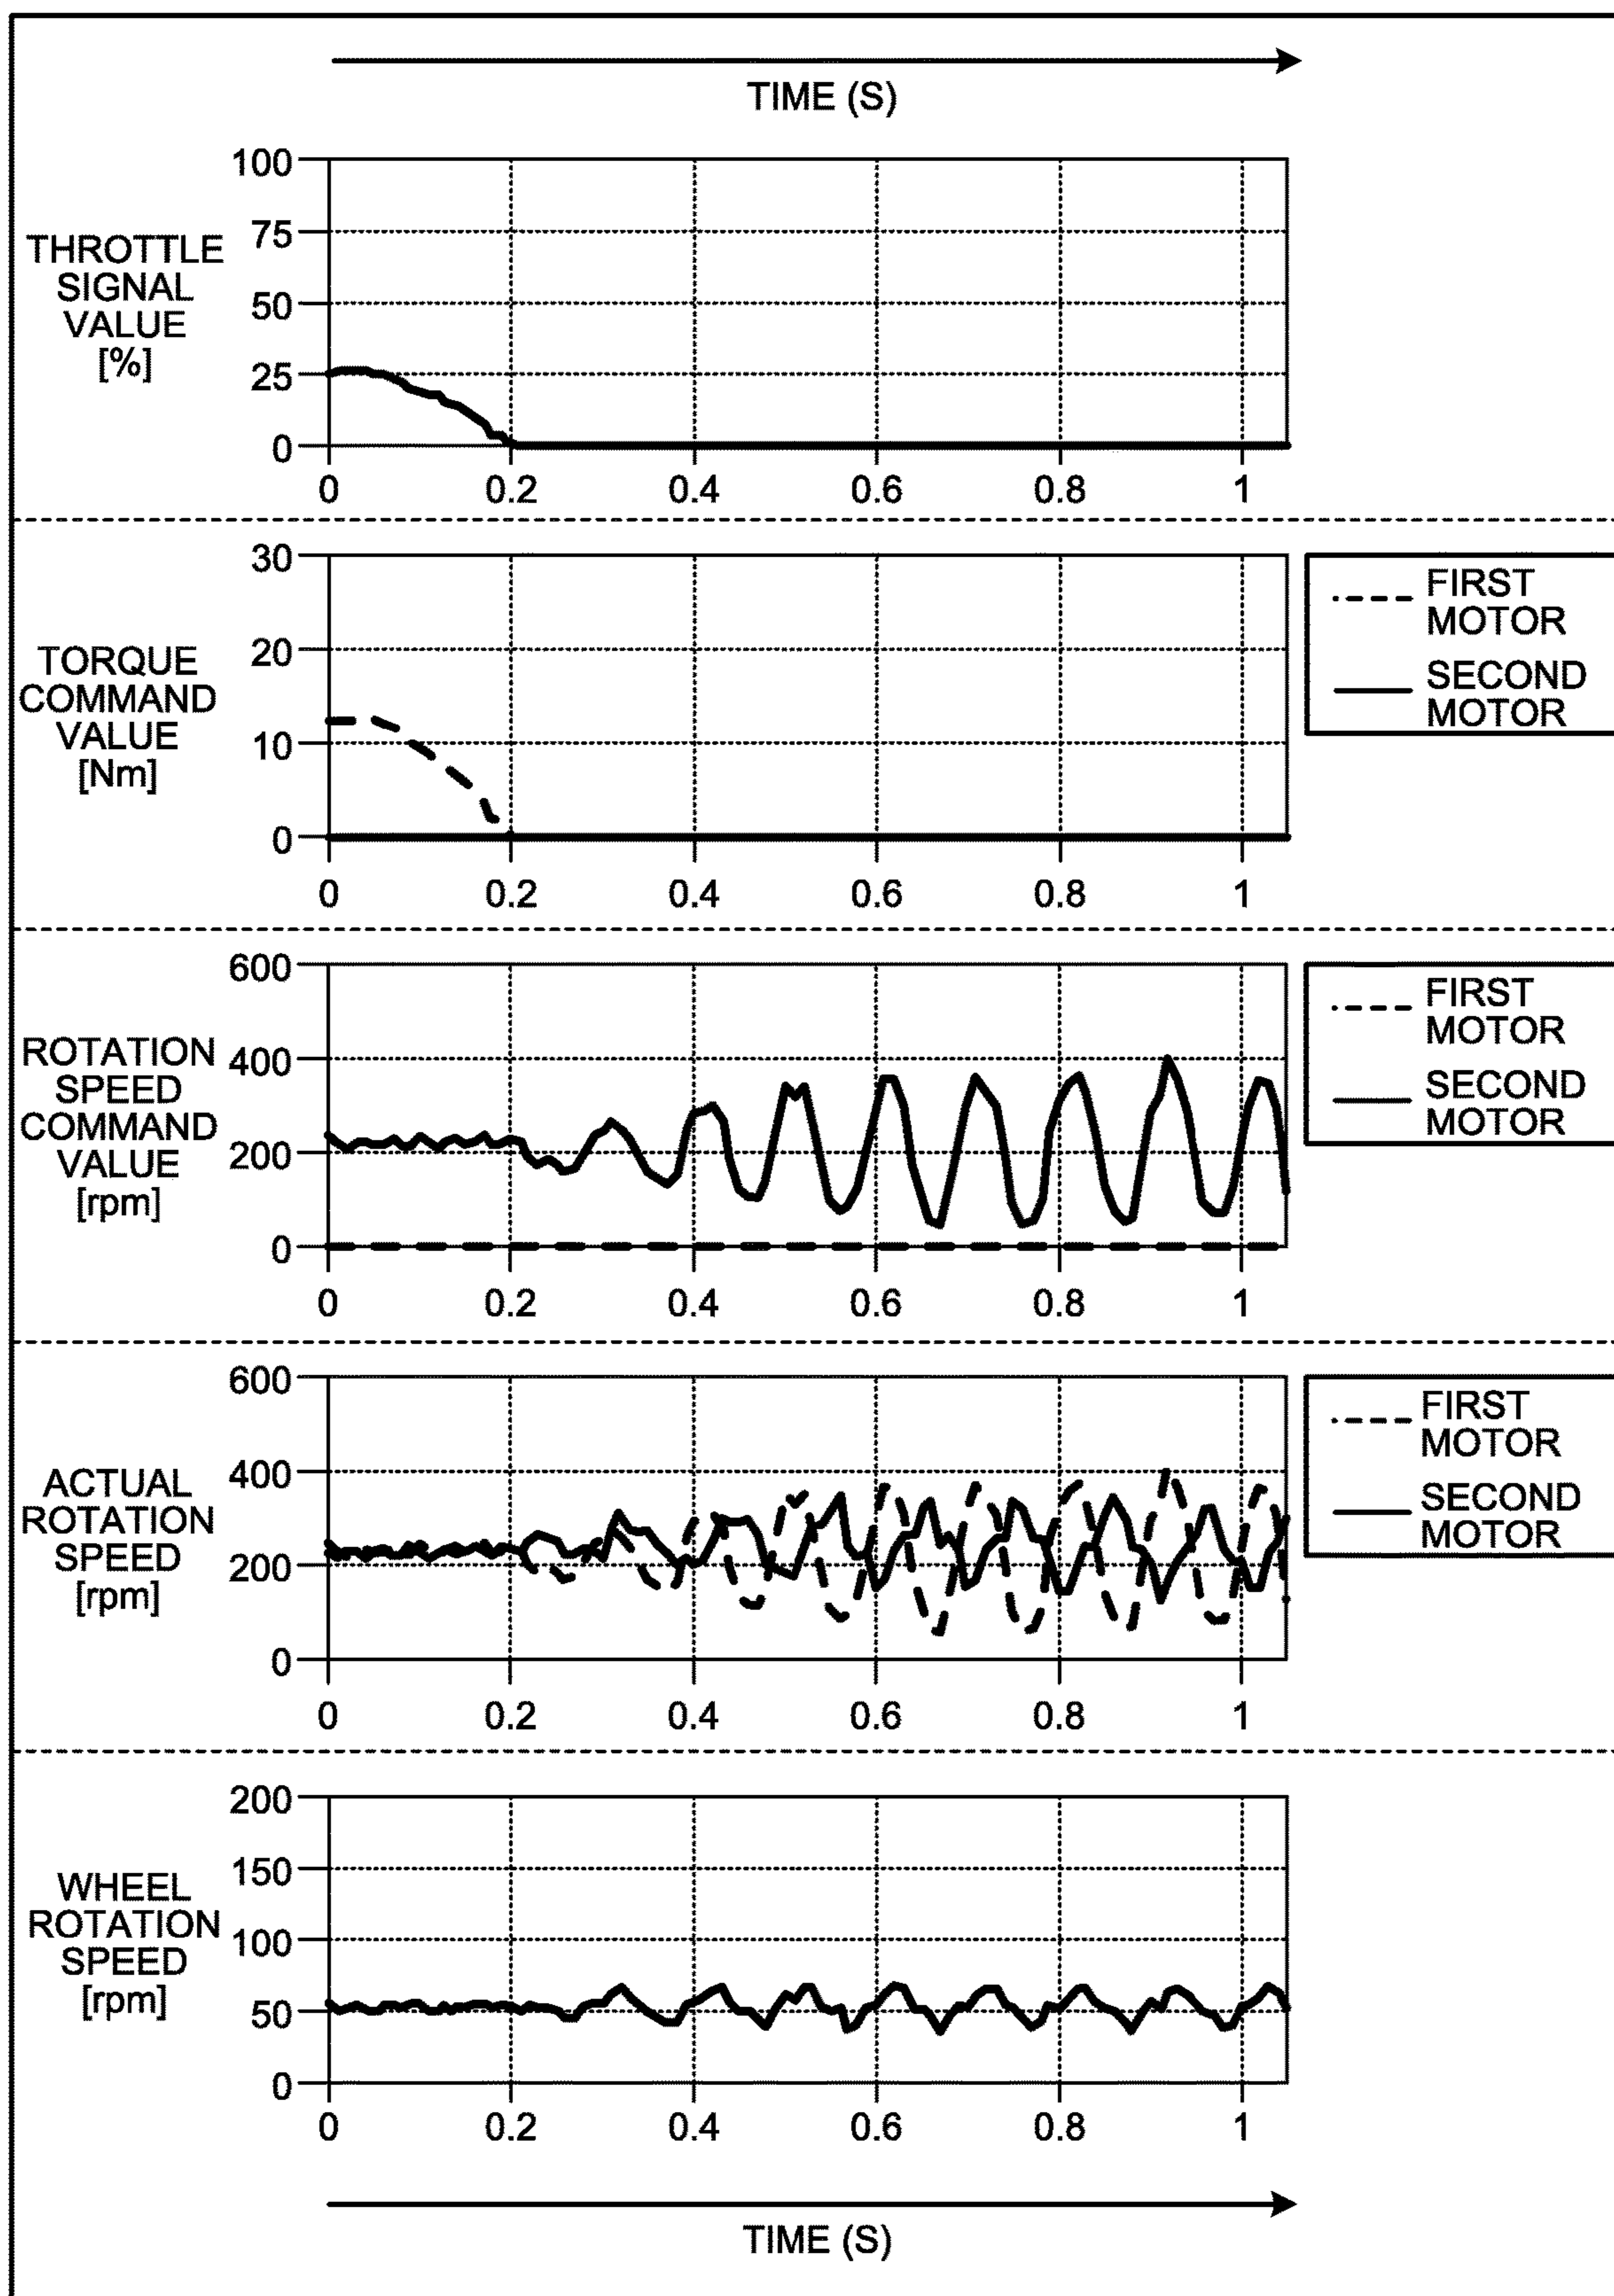 TIME (S)
THROTTLE
SIGNAL
VALUE
[%]
100
75
50
25
0
0 0.2 0.4 0.6 0.8 1
TORQUE
COMMAND
VALUE
[Nm]
30
20
10
0
0 0.2 0.4 0.6 0.8 1
FIRST
MOTOR
SECOND
MOTOR
ROTATION
SPEED
COMMAND
VALUE
[rpm]
600
400
200
0
0 0.2 0.4 0.6 0.8 1
FIRST
MOTOR
SECOND
MOTOR
ACTUAL
ROTATION
SPEED
[rpm]
600
400
200
0
0 0.2 0.4 0.6 0.8 1
FIRST
MOTOR
SECOND
MOTOR
WHEEL
ROTATION
SPEED
[rpm]
200
150
100
50
0
0 0.2 0.4 0.6 0.8 1
TIME (S)